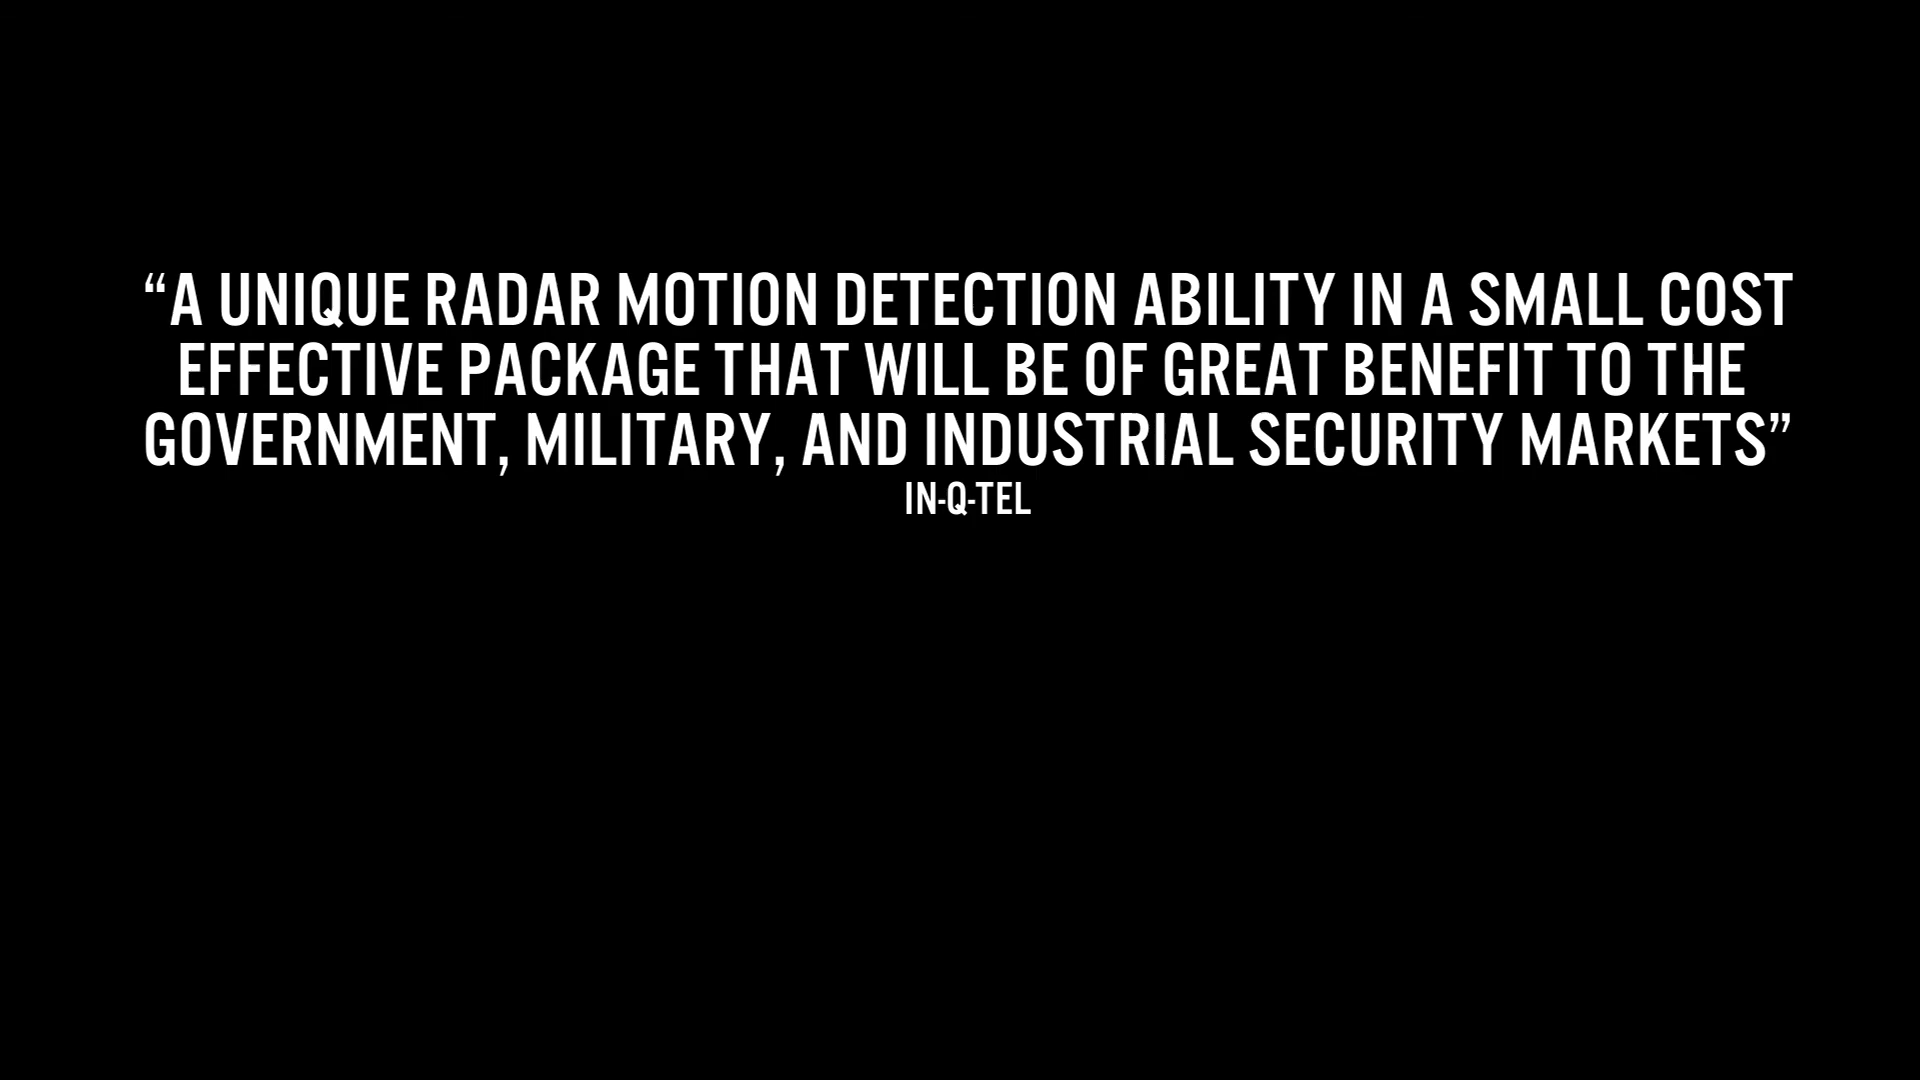 “A UNIQUE RADAR MOTION DETECTION ABILITY IN A SMALL COST
EFFECTIVE PACKAGE THAT WILL BE OF GREAT BENEFIT TO THE
GOVERNMENT, MILITARY, AND INDUSTRIAL SECURITY MARKETS”
IN-Q-TEL